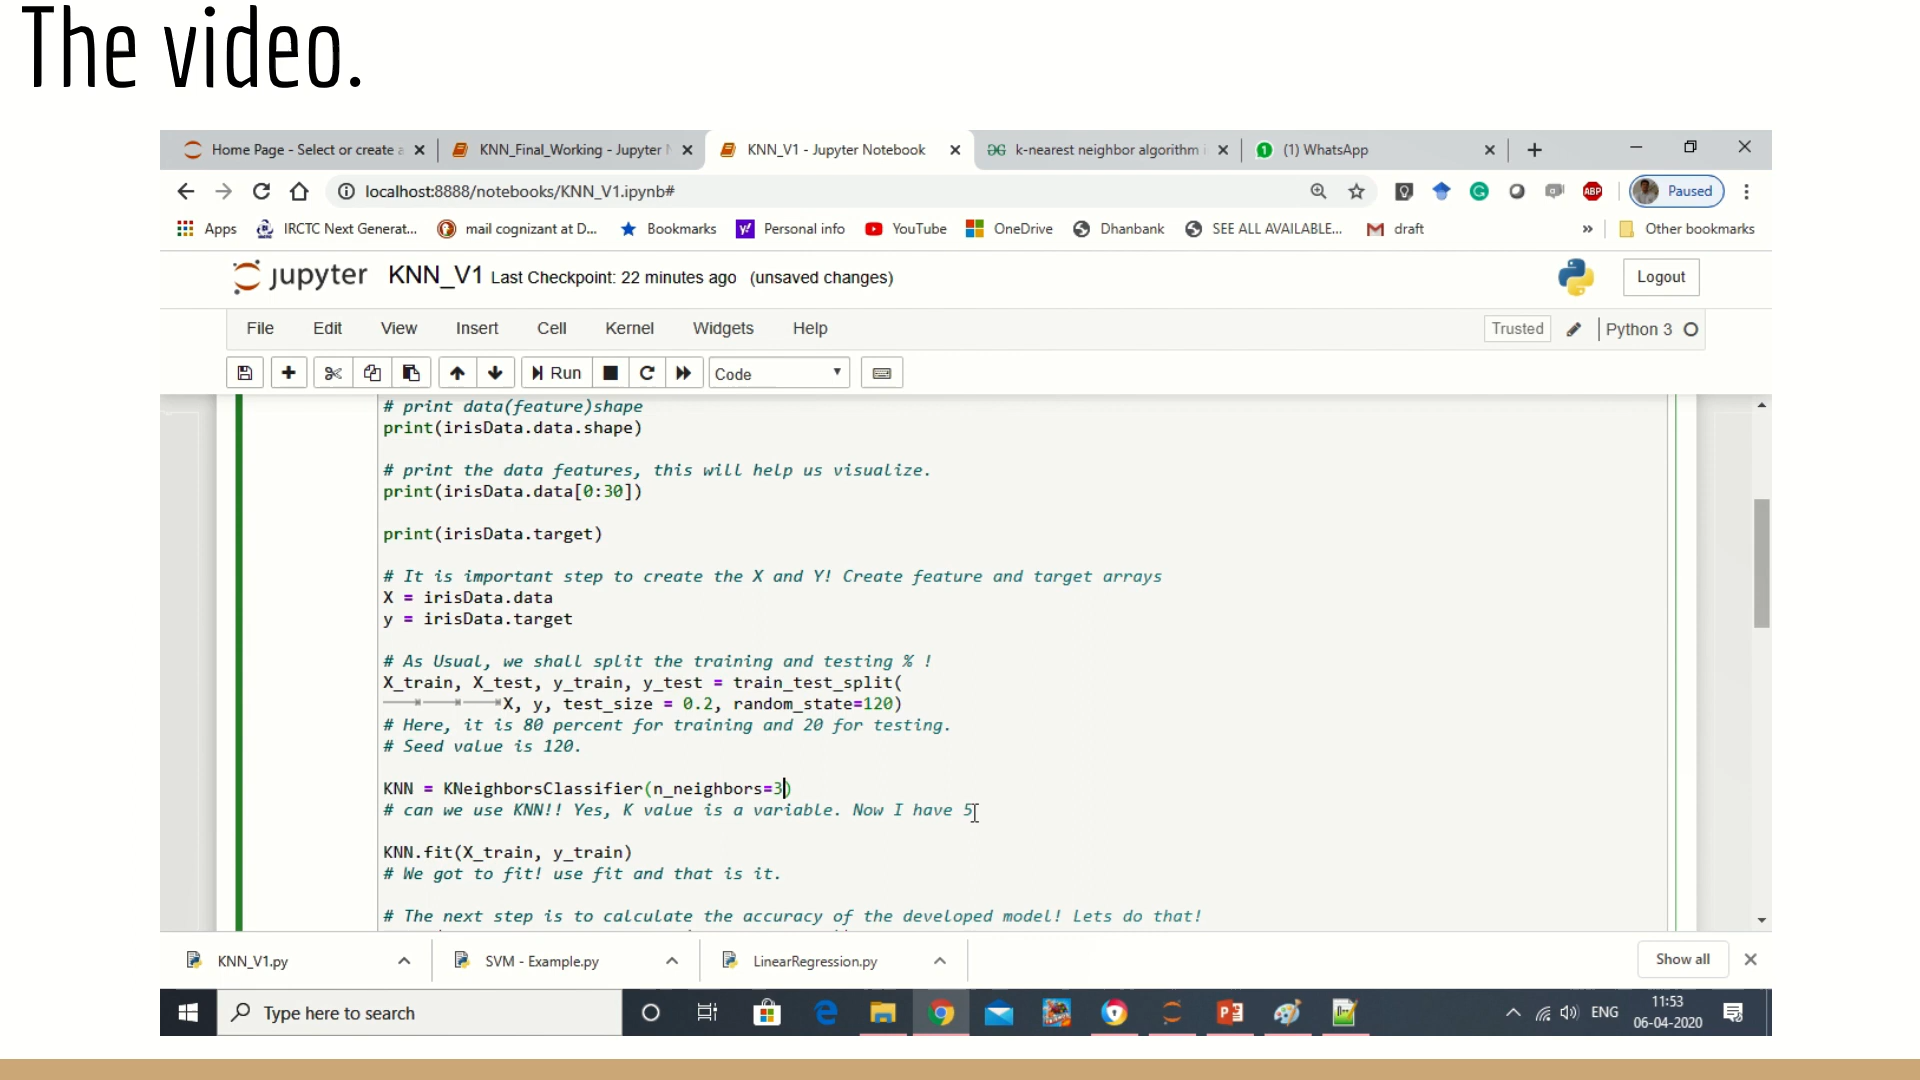 The video.
Home Page - Select or create a
KNN_Final_Working - Jupyter N
KNN_V1 - Jupyter Notebook
k-nearest neighbor algorithm i
(1) WhatsApp
localhost:8888/notebooks/KNN_V1.ipynb#
ABP
Paused
Apps
IRCTC Next Generat...
mail cognizant at D...
Bookmarks
Personal info
YouTube
OneDrive
Dhanbank
SEE ALL AVAILABLE...
draft
Other bookmarks
jupyter KNN_V1 Last Checkpoint: 22 minutes ago (unsaved changes)
Logout
File Edit View Insert Cell Kernel Widgets Help
Trusted
Python 3
Run
Code
# print data(feature)shape
print(irisData.data.shape)
# print the data features, this will help us visualize.
print(irisData.data[0:30])
print(irisData.target)
# It is important step to create the X and Y! Create feature and target arrays
X = irisData.data
y = irisData.target
# As Usual, we shall split the training and testing % !
X_train, X_test, y_train, y_test = train_test_split(
X, y, test_size = 0.2, random_state=120)
# Here, it is 80 percent for training and 20 for testing.
# Seed value is 120.
KNN = KNeighborsClassifier(n_neighbors=3)
# can we use KNN!! Yes, K value is a variable. Now I have 5
KNN.fit(X_train, y_train)
# We got to fit! use fit and that is it.
# The next step is to calculate the accuracy of the developed model! Lets do that!
KNN_V1.py
SVM - Example.py
LinearRegression.py
Show all
Type here to search
ENG
11:53
06-04-2020